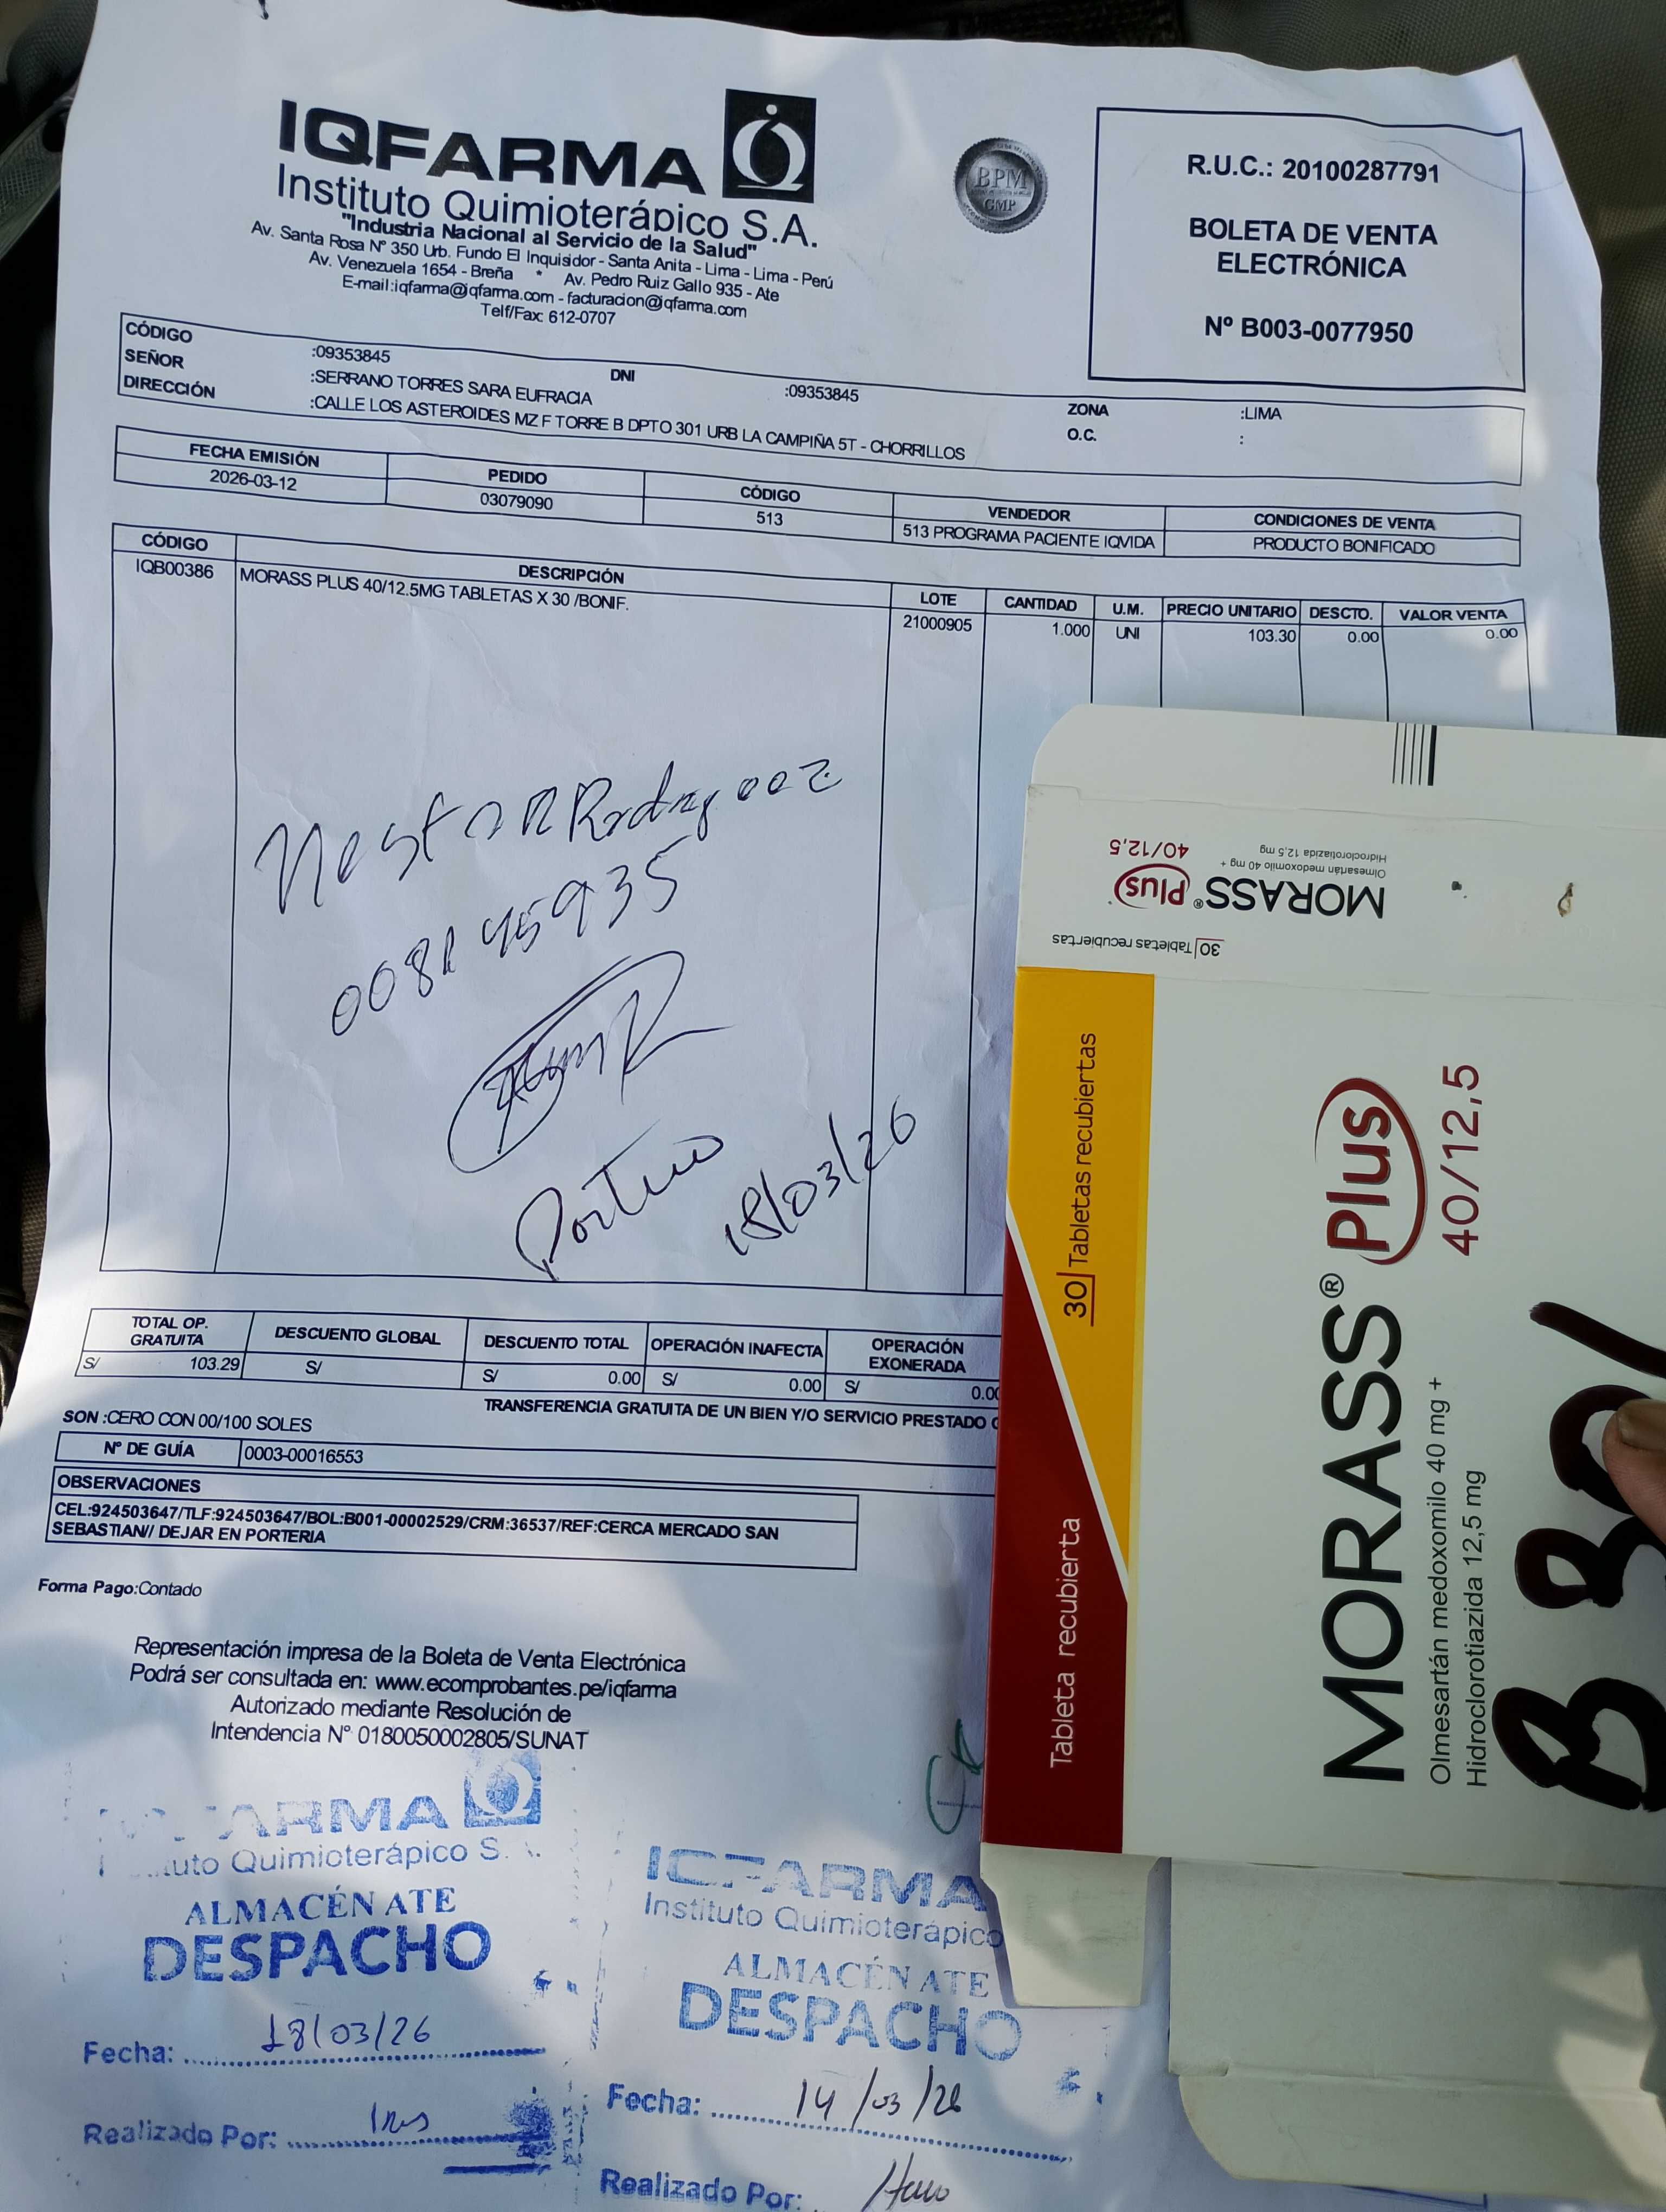 IQFARMA
Instituto Quimioterápico S.A.
"Industria Nacional al Servicio de la Salud"
Av. Santa Rosa Nº 350 Urb. Fundo El Inquisidor - Santa Anita - Lima - Lima - Perú
Av. Venezuela 1654 - Breña * Av. Pedro Ruiz Gallo 935 - Ate
E-mail:iqfarma@iqfarma.com - facturacion@iqfarma.com
Telf/Fax: 612-0707
BPM
GMP
R.U.C.: 20100287791
BOLETA DE VENTA
ELECTRÓNICA
Nº B003-0077950
CÓDIGO :09353845 DNI :09353845 ZONA :LIMA
SEÑOR :SERRANO TORRES SARA EUFRACIA O.C. :
DIRECCIÓN :CALLE LOS ASTEROIDES MZ F TORRE B DPTO 301 URB LA CAMPIÑA 5T - CHORRILLOS
FECHA EMISIÓN PEDIDO CÓDIGO VENDEDOR CONDICIONES DE VENTA
2026-03-12 03079090 513 513 PROGRAMA PACIENTE IQVIDA PRODUCTO BONIFICADO
CÓDIGO DESCRIPCIÓN LOTE CANTIDAD U.M. PRECIO UNITARIO DESCTO. VALOR VENTA
IQB00386 MORASS PLUS 40/12.5MG TABLETAS X 30 /BONIF. 21000905 1.000 UNI 103.30 0.00 0.00
Nestor Rodriguez
Portero
18/03/26
TOTAL OP. GRATUITA DESCUENTO GLOBAL DESCUENTO TOTAL OPERACIÓN INAFECTA OPERACIÓN EXONERADA
S/ 103.29 S/ S/ 0.00 S/ 0.00 S/ 0.00
TRANSFERENCIA GRATUITA DE UN BIEN Y/O SERVICIO PRESTADO
SON :CERO CON 00/100 SOLES
Nº DE GUÍA 0003-00016553
OBSERVACIONES
CEL:924503647/TLF:924503647/BOL:B001-00002529/CRM:36537/REF:CERCA MERCADO SAN
SEBASTIAN// DEJAR EN PORTERIA
Forma Pago:Contado
Representación impresa de la Boleta de Venta Electrónica
Podrá ser consultada en: www.ecomprobantes.pe/iqfarma
Autorizado mediante Resolución de
Intendencia Nº 0180050002805/SUNAT
IQFARMA
Instituto Quimioterápico S.
ALMACÉN ATE
DESPACHO
Fecha: 18/03/26
Realizado Por:
IQFARMA
Instituto Quimioterápico
ALMACÉN ATE
DESPACHO
Fecha: 14/03/26
Realizado Por:
30 Tabletas recubiertas
MORASS® Plus 40/12,5
Olmesartán medoxomilo 40 mg +
Hidroclorotiazida 12,5 mg
30 Tabletas recubiertas
Tableta recubierta
MORASS® Plus
40/12,5
Olmesartán medoxomilo 40 mg +
Hidroclorotiazida 12,5 mg